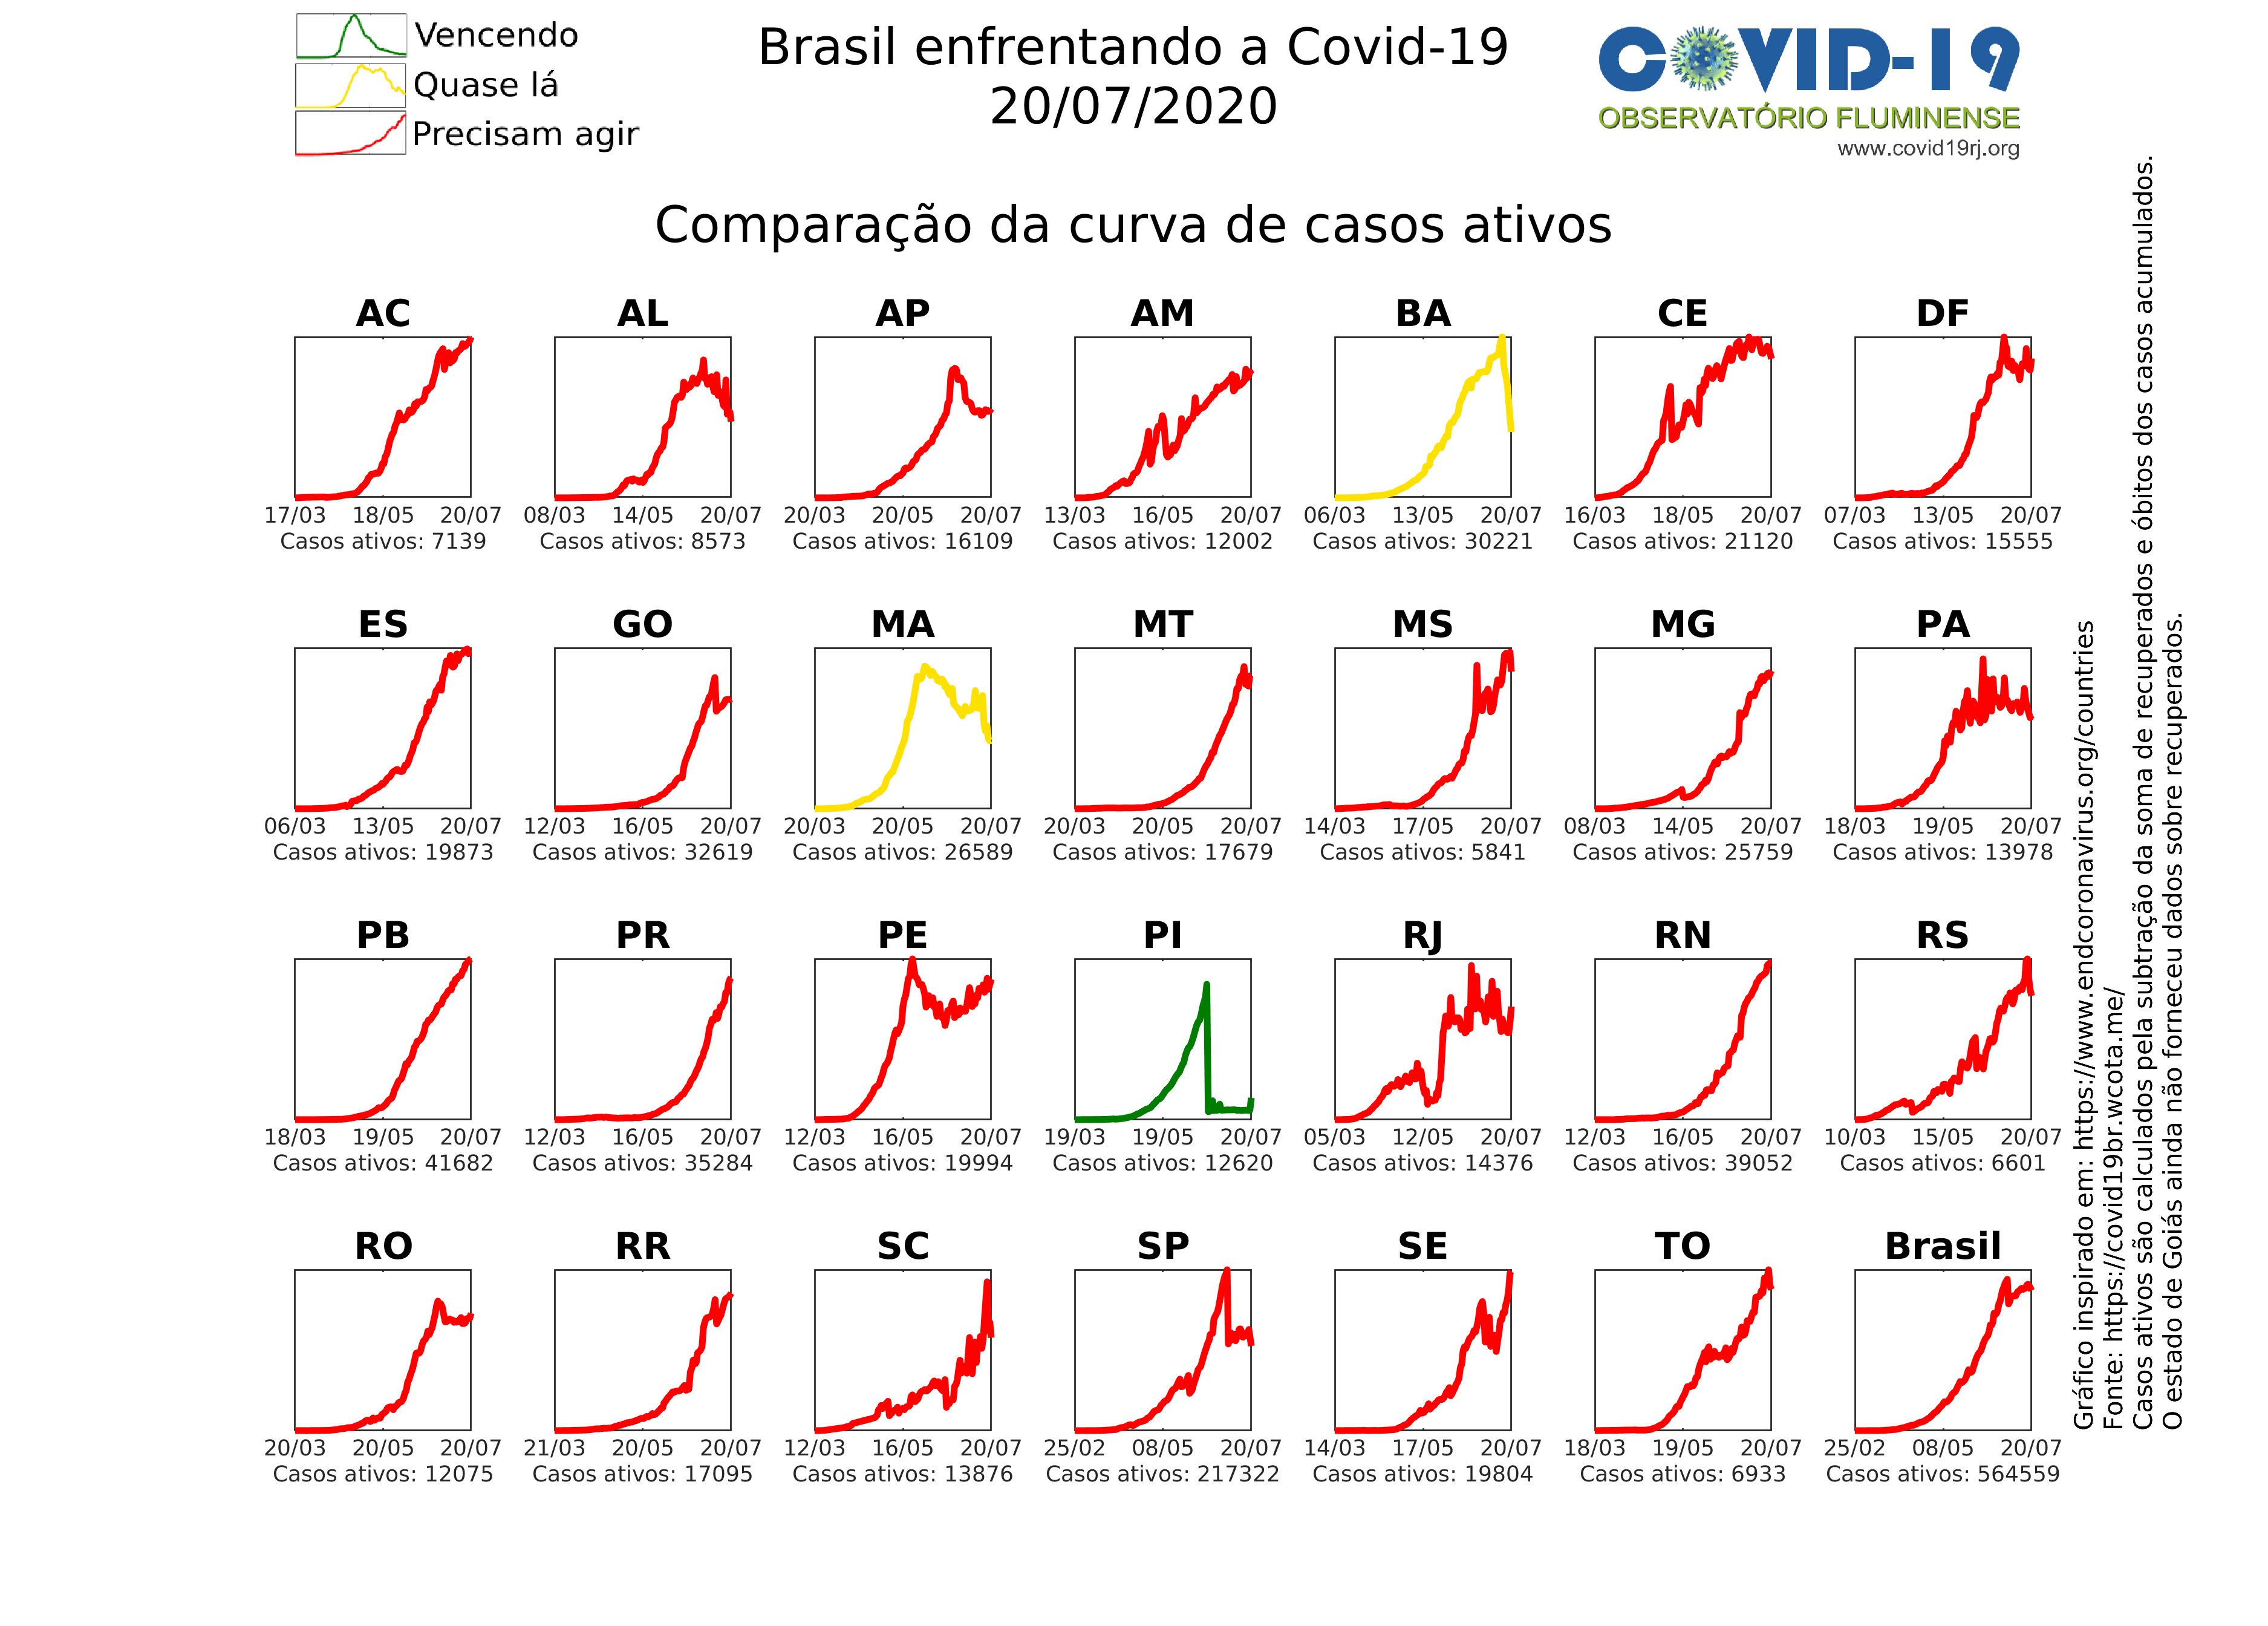 Vencendo
Quase lá
Precisam agir
Brasil enfrentando a Covid-19
20/07/2020
COVID-19
OBSERVATÓRIO FLUMINENSE
www.covid19rj.org
Comparação da curva de casos ativos
AC AL AP AM BA CE DF
17/03 18/05 20/07 08/03 14/05 20/07 20/03 20/05 20/07 13/03 16/05 20/07 06/03 13/05 20/07 16/03 18/05 20/07 07/03 13/05 20/07
Casos ativos: 7139 Casos ativos: 8573 Casos ativos: 16109 Casos ativos: 12002 Casos ativos: 30221 Casos ativos: 21120 Casos ativos: 15555
ES GO MA MT MS MG PA
06/03 13/05 20/07 12/03 16/05 20/07 20/03 20/05 20/07 20/03 20/05 20/07 14/03 17/05 20/07 08/03 14/05 20/07 18/03 19/05 20/07
Casos ativos: 19873 Casos ativos: 32619 Casos ativos: 26589 Casos ativos: 17679 Casos ativos: 5841 Casos ativos: 25759 Casos ativos: 13978
PB PR PE PI RJ RN RS
18/03 19/05 20/07 12/03 16/05 20/07 12/03 16/05 20/07 19/03 19/05 20/07 05/03 12/05 20/07 12/03 16/05 20/07 10/03 15/05 20/07
Casos ativos: 41682 Casos ativos: 35284 Casos ativos: 19994 Casos ativos: 12620 Casos ativos: 14376 Casos ativos: 39052 Casos ativos: 6601
RO RR SC SP SE TO Brasil
20/03 20/05 20/07 21/03 20/05 20/07 12/03 16/05 20/07 25/02 08/05 20/07 14/03 17/05 20/07 18/03 19/05 20/07 25/02 08/05 20/07
Casos ativos: 12075 Casos ativos: 17095 Casos ativos: 13876 Casos ativos: 217322 Casos ativos: 19804 Casos ativos: 6933 Casos ativos: 564559
Gráfico inspirado em: https://www.endcoronavirus.org/countries
Fonte: https://covid19br.wcota.me/
Casos ativos são calculados pela subtração da soma de recuperados e óbitos dos casos acumulados.
O estado de Goiás ainda não forneceu dados sobre recuperados.